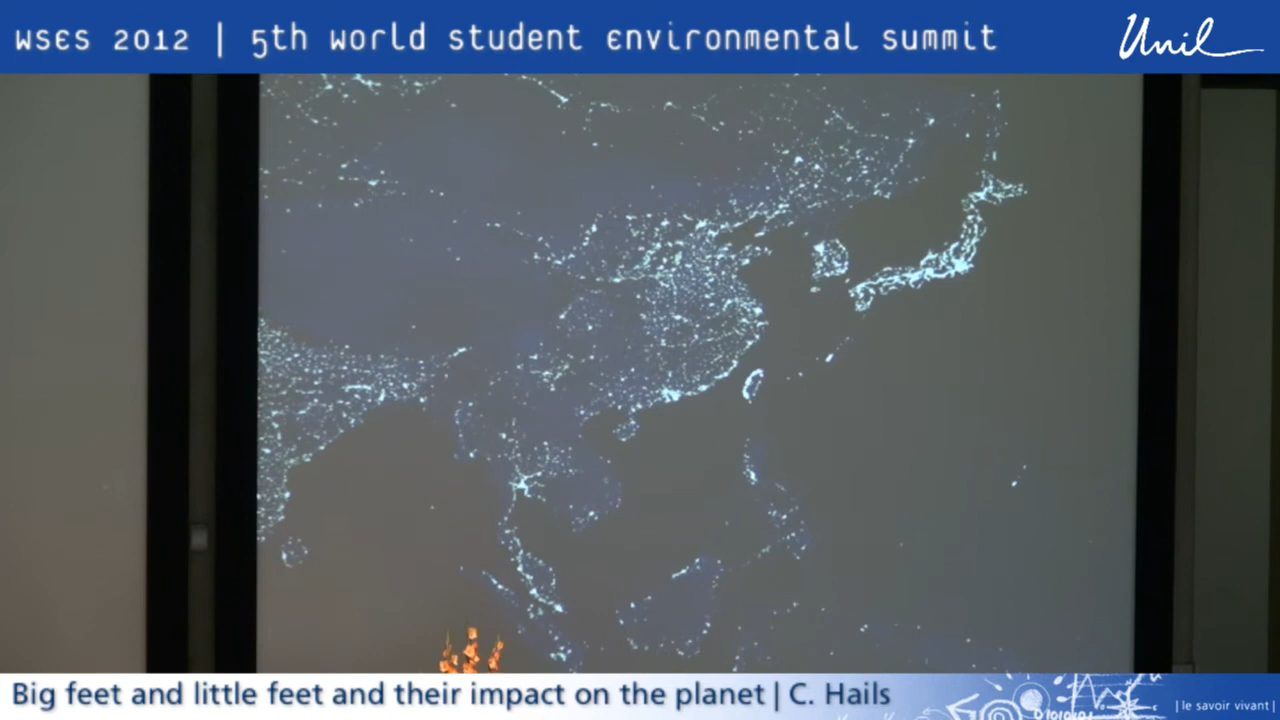 WSES 2012 | 5th world student environmental summit
Unil
Big feet and little feet and their impact on the planet | C. Hails
| le savoir vivant |